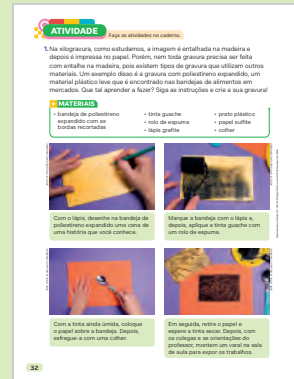 ATIVIDADE
Faça as atividades no caderno.
1. Na xilogravura, como estudamos, a imagem é entalhada na madeira e
depois é impressa no papel. Porém, nem toda gravura precisa ser feita
com entalhe na madeira, pois existem tipos de gravura que utilizam outros
materiais. Um exemplo disso é a gravura com poliestireno expandido, um
material plástico leve que é encontrado nas bandejas de alimentos em
mercados. Que tal aprender a fazer? Siga as instruções e crie a sua gravura!
MATERIAIS
• bandeja de poliestireno
expandido com as
bordas recortadas
• tinta guache
• rolo de espuma
• lápis grafite
• prato plástico
• papel sulfite
• colher
Com o lápis, desenhe na bandeja de
poliestireno expandido uma cena de
uma história que você conheça.
Marque a bandeja com o lápis e,
depois, aplique a tinta guache com
um rolo de espuma.
Com a tinta ainda úmida, coloque
o papel sobre a bandeja. Depois,
esfregue-o com uma colher.
Em seguida, retire o papel e
espere a tinta secar. Depois, com
os colegas e as orientações do
professor, montem um varal na sala
de aula para expor os trabalhos.
32